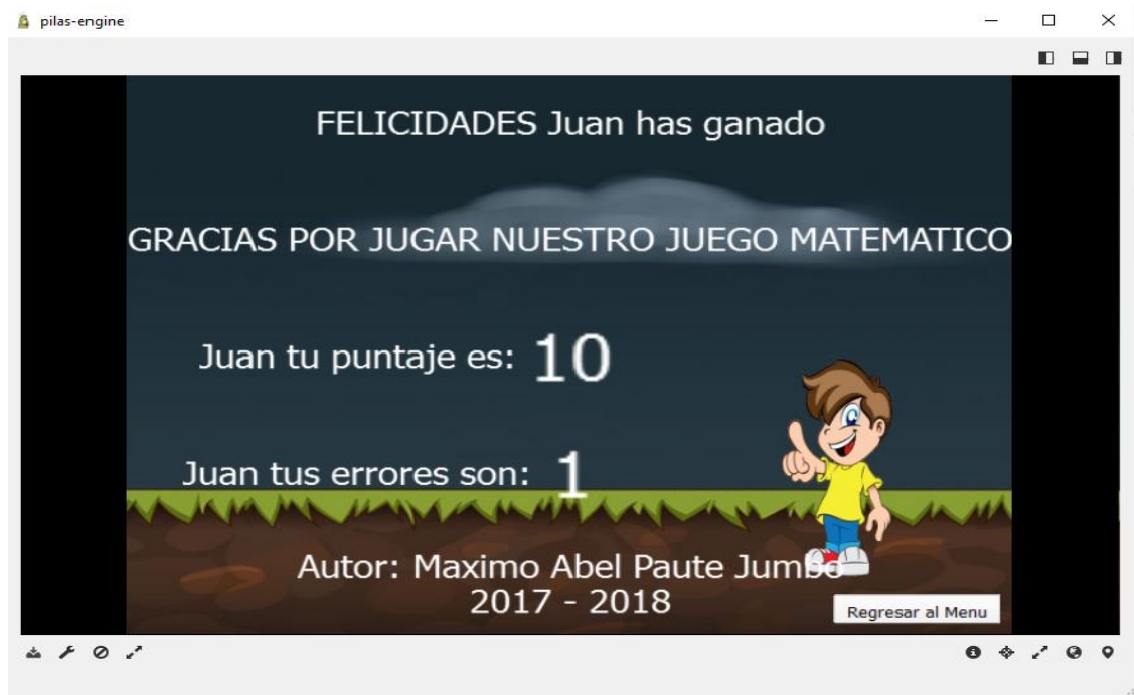 pilas-engine
FELICIDADES Juan has ganado
GRACIAS POR JUGAR NUESTRO JUEGO MATEMATICO
Juan tu puntaje es: 10
Juan tus errores son: 1
Autor: Maximo Abel Paute Jumbo
2017 - 2018
Regresar al Menu